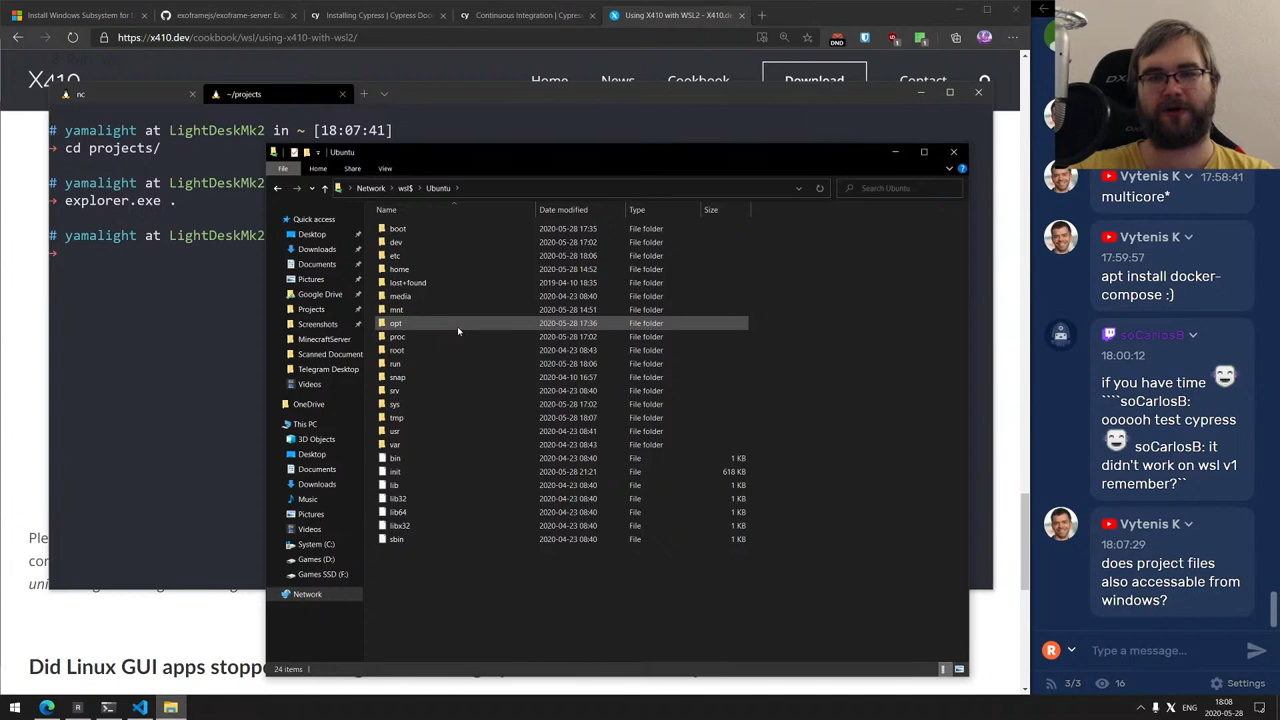 Install Windows Subsystem for L
exoframejs/exoframe-server: Ex
Installing Cypress | Cypress Doc
Continuous Integration | Cypress
Using X410 with WSL2 - X410.de
https://x410.dev/cookbook/wsl/using-x410-with-wsl2/
DND
X410
Home
News
Cookbook
Download
Contact
nc
~/projects
# yamalight at LightDeskMk2 in ~ [18:07:41]
→ cd projects/
# yamalight at LightDeskMk2
→ explorer.exe .
# yamalight at LightDeskMk2
→
Ubuntu
File
Home
Share
View
Network > wsl$ > Ubuntu >
Search Ubuntu
Quick access
Desktop
Downloads
Documents
Pictures
Google Drive
Projects
Screenshots
MinecraftServer
Scanned Document
Telegram Desktop
Videos
OneDrive
This PC
3D Objects
Desktop
Documents
Downloads
Music
Pictures
Videos
System (C:)
Games (D:)
Games SSD (F:)
Network
Name Date modified Type Size
boot 2020-05-28 17:35 File folder
dev 2020-05-28 17:02 File folder
etc 2020-05-28 18:06 File folder
home 2020-05-28 14:52 File folder
lost+found 2019-04-10 18:35 File folder
media 2020-04-23 08:40 File folder
mnt 2020-05-28 14:51 File folder
opt 2020-05-28 17:36 File folder
proc 2020-05-28 17:02 File folder
root 2020-04-23 08:43 File folder
run 2020-05-28 18:06 File folder
snap 2020-04-10 16:57 File folder
srv 2020-04-23 08:40 File folder
sys 2020-05-28 17:02 File folder
tmp 2020-05-28 18:07 File folder
usr 2020-04-23 08:41 File folder
var 2020-04-23 08:43 File folder
bin 2020-04-23 08:40 File 1 KB
init 2020-05-28 21:21 File 618 KB
lib 2020-04-23 08:40 File 1 KB
lib32 2020-04-23 08:40 File 1 KB
lib64 2020-04-23 08:40 File 1 KB
libx32 2020-04-23 08:40 File 1 KB
sbin 2020-04-23 08:40 File 1 KB
24 items
Ple
con
uni
Did Linux GUI apps stoppe
Vytenis K
17:58:41
multicore*
Vytenis K
17:59:57
apt install docker-
compose :)
soCarlosB
18:00:12
if you have time
````soCarlosB:
oooooh test cypress
soCarlosB: it
didn't work on wsl v1
remember?``
Vytenis K
18:07:29
does project files
also accessable from
windows?
R
Type a message...
3/3
16
Settings
ENG
18:08
2020-05-28